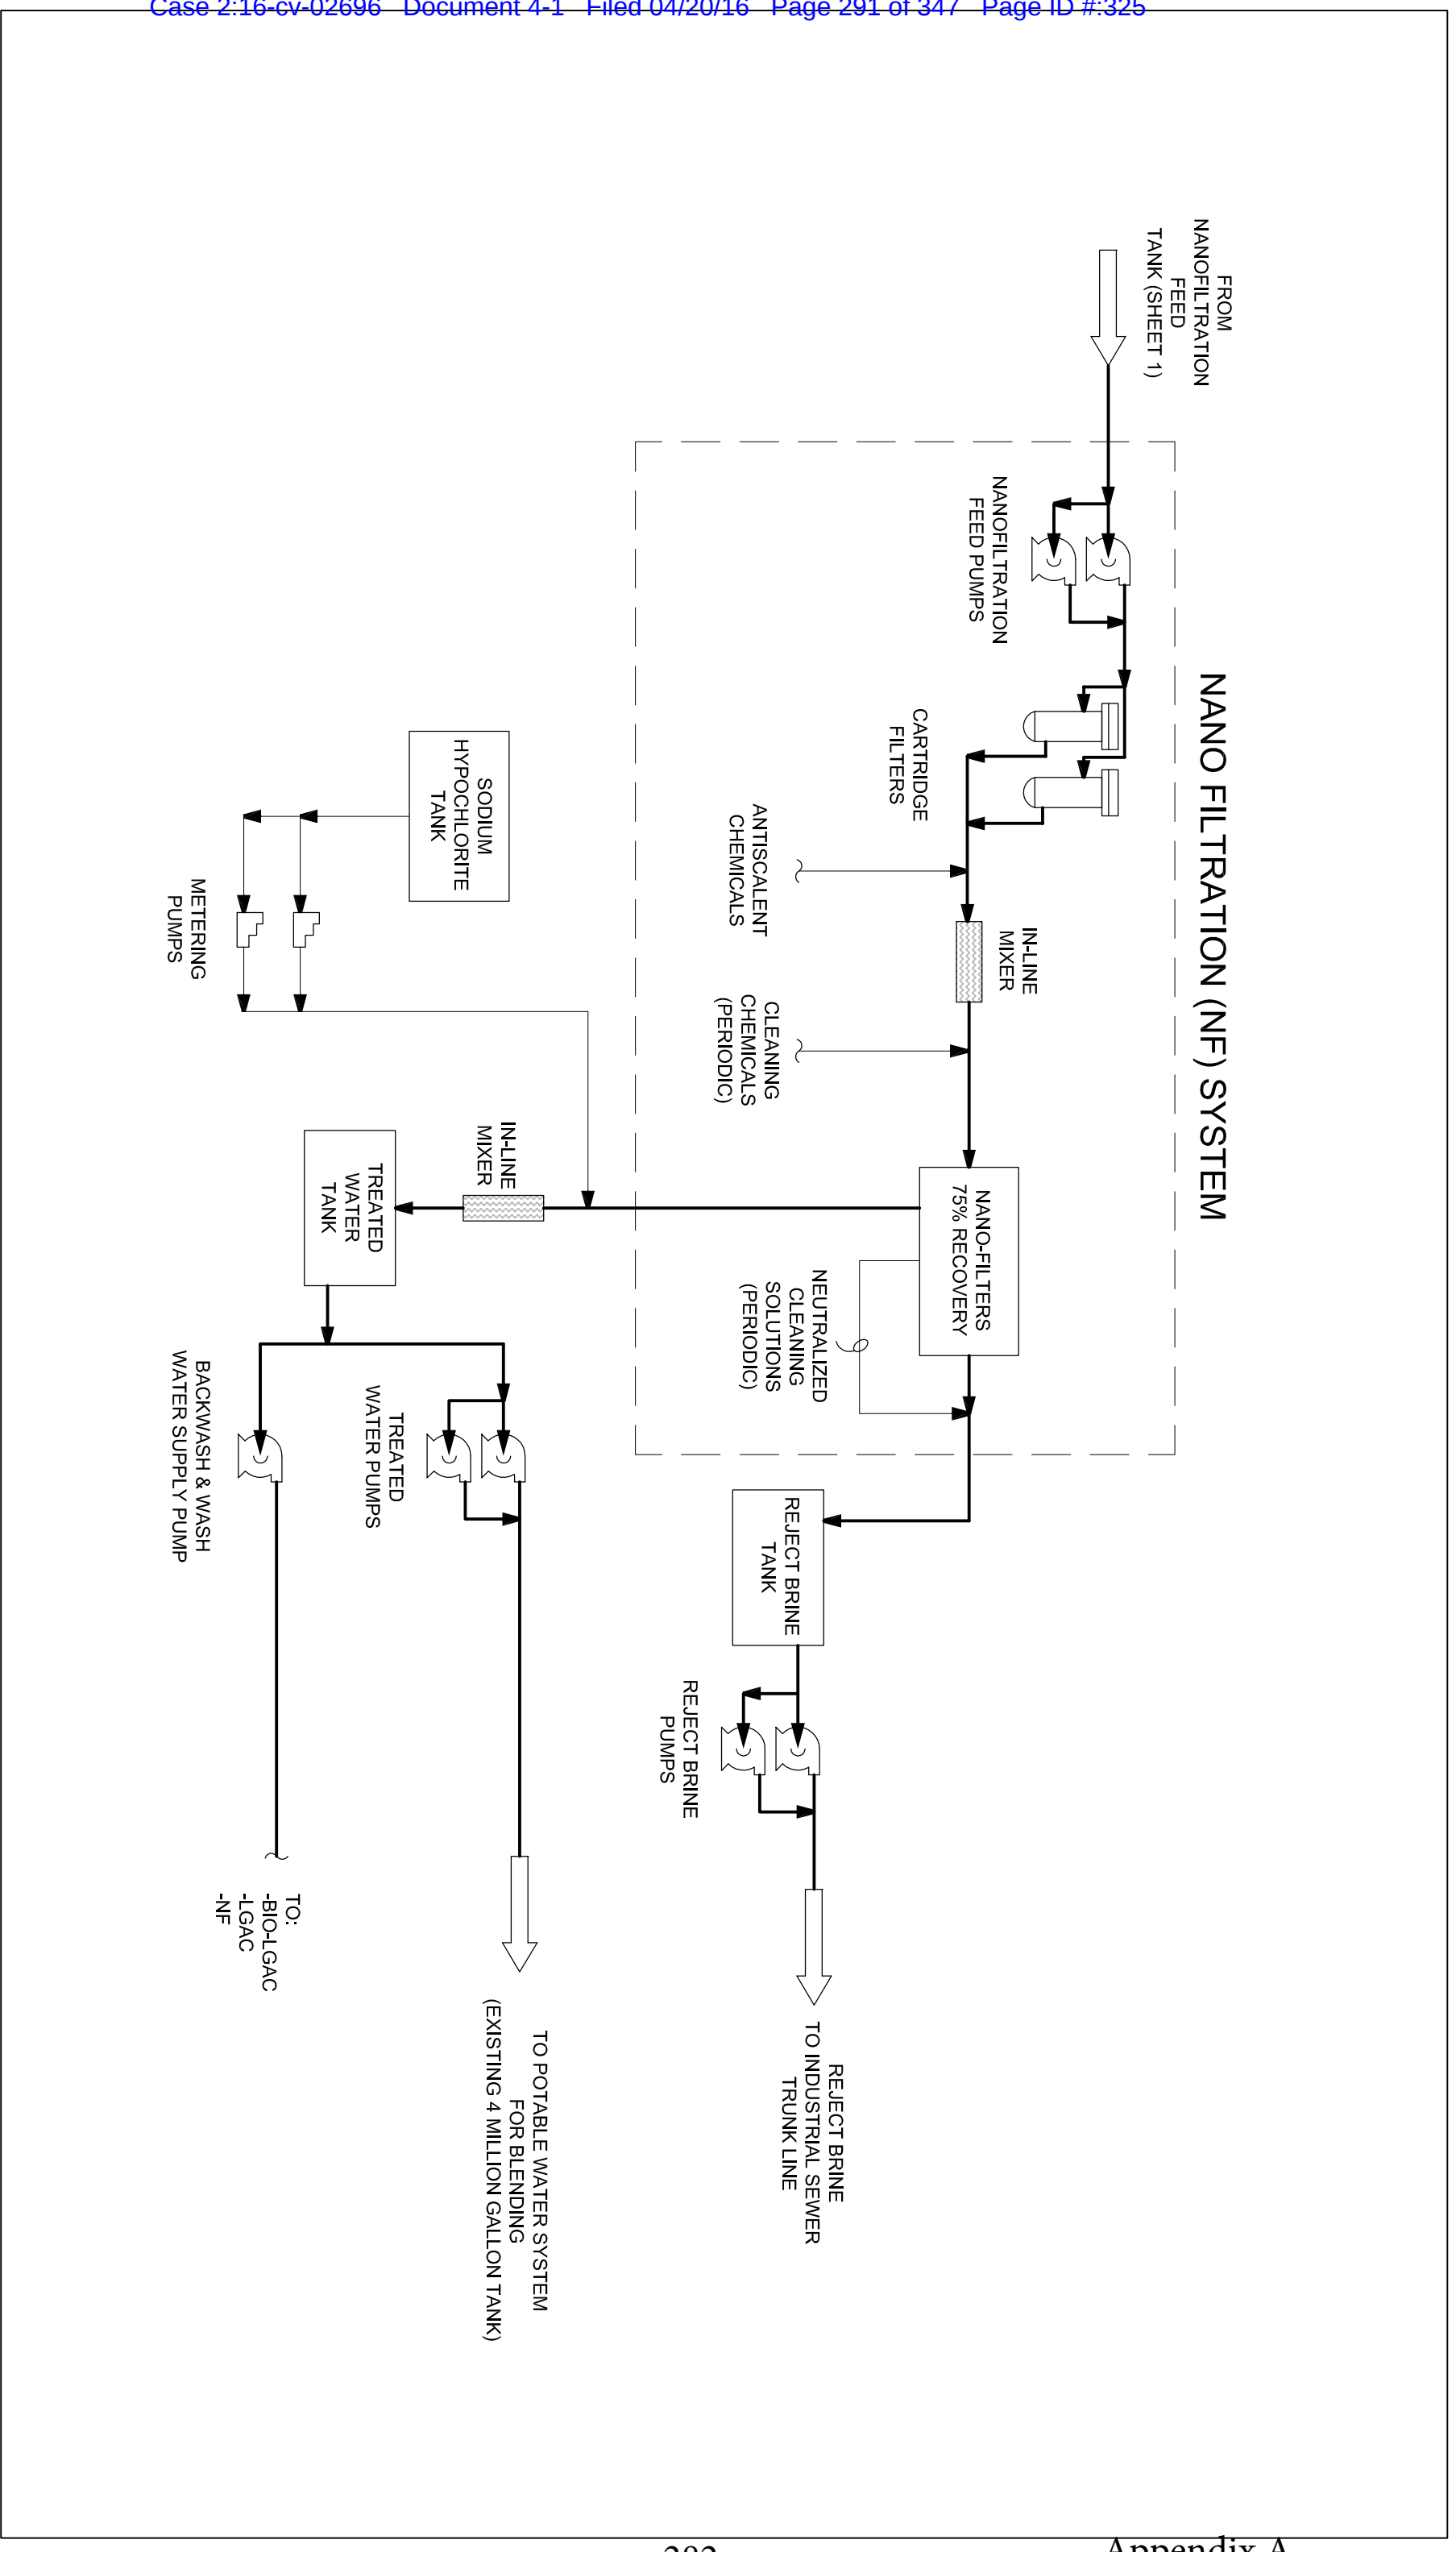 Case 2:16-cv-02696 Document 4-1 Filed 04/20/16 Page 291 of 347 Page ID #:325
NANO FILTRATION (NF) SYSTEM
FROM
NANOFILTRATION
FEED
TANK (SHEET 1)
NANOFILTRATION
FEED PUMPS
CARTRIDGE
FILTERS
ANTISCALENT
CHEMICALS
IN-LINE
MIXER
CLEANING
CHEMICALS
(PERIODIC)
NANO-FILTERS
75% RECOVERY
NEUTRALIZED
CLEANING
SOLUTIONS
(PERIODIC)
REJECT BRINE
TANK
REJECT BRINE
PUMPS
REJECT BRINE
TO INDUSTRIAL SEWER
TRUNK LINE
SODIUM
HYPOCHLORITE
TANK
METERING
PUMPS
IN-LINE
MIXER
TREATED
WATER
TANK
TREATED
WATER PUMPS
TO POTABLE WATER SYSTEM
FOR BLENDING
(EXISTING 4 MILLION GALLON TANK)
BACKWASH & WASH
WATER SUPPLY PUMP
TO:
-BIO-LGAC
-LGAC
-NF
282
Appendix A